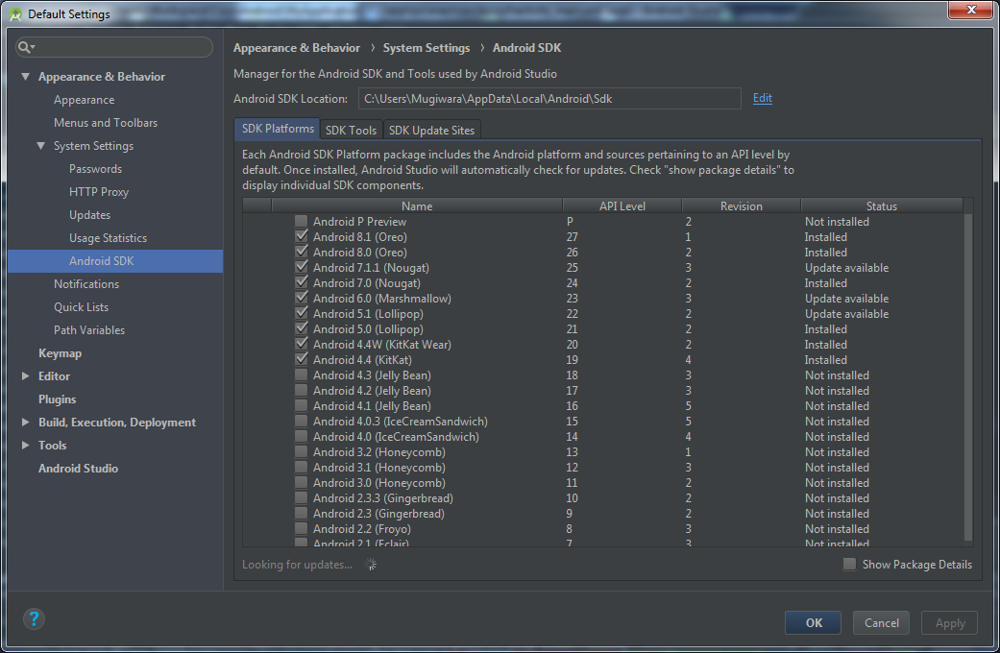 Default Settings
Appearance & Behavior
Appearance
Menus and Toolbars
System Settings
Passwords
HTTP Proxy
Updates
Usage Statistics
Android SDK
Notifications
Quick Lists
Path Variables
Keymap
Editor
Plugins
Build, Execution, Deployment
Tools
Android Studio
Appearance & Behavior › System Settings › Android SDK
Manager for the Android SDK and Tools used by Android Studio
Android SDK Location: C:\Users\Mugiwara\AppData\Local\Android\Sdk Edit
SDK Platforms SDK Tools SDK Update Sites
Each Android SDK Platform package includes the Android platform and sources pertaining to an API level by
default. Once installed, Android Studio will automatically check for updates. Check "show package details" to
display individual SDK components.
Name API Level Revision Status
Android P Preview P 2 Not installed
Android 8.1 (Oreo) 27 1 Installed
Android 8.0 (Oreo) 26 2 Installed
Android 7.1.1 (Nougat) 25 3 Update available
Android 7.0 (Nougat) 24 2 Installed
Android 6.0 (Marshmallow) 23 3 Update available
Android 5.1 (Lollipop) 22 2 Update available
Android 5.0 (Lollipop) 21 2 Installed
Android 4.4W (KitKat Wear) 20 2 Installed
Android 4.4 (KitKat) 19 4 Installed
Android 4.3 (Jelly Bean) 18 3 Not installed
Android 4.2 (Jelly Bean) 17 3 Not installed
Android 4.1 (Jelly Bean) 16 5 Not installed
Android 4.0.3 (IceCreamSandwich) 15 5 Not installed
Android 4.0 (IceCreamSandwich) 14 4 Not installed
Android 3.2 (Honeycomb) 13 1 Not installed
Android 3.1 (Honeycomb) 12 3 Not installed
Android 3.0 (Honeycomb) 11 2 Not installed
Android 2.3.3 (Gingerbread) 10 2 Not installed
Android 2.3 (Gingerbread) 9 2 Not installed
Android 2.2 (Froyo) 8 3 Not installed
Android 2.1 (Eclair) 7 3 Not installed
Looking for updates... Show Package Details
? OK Cancel Apply